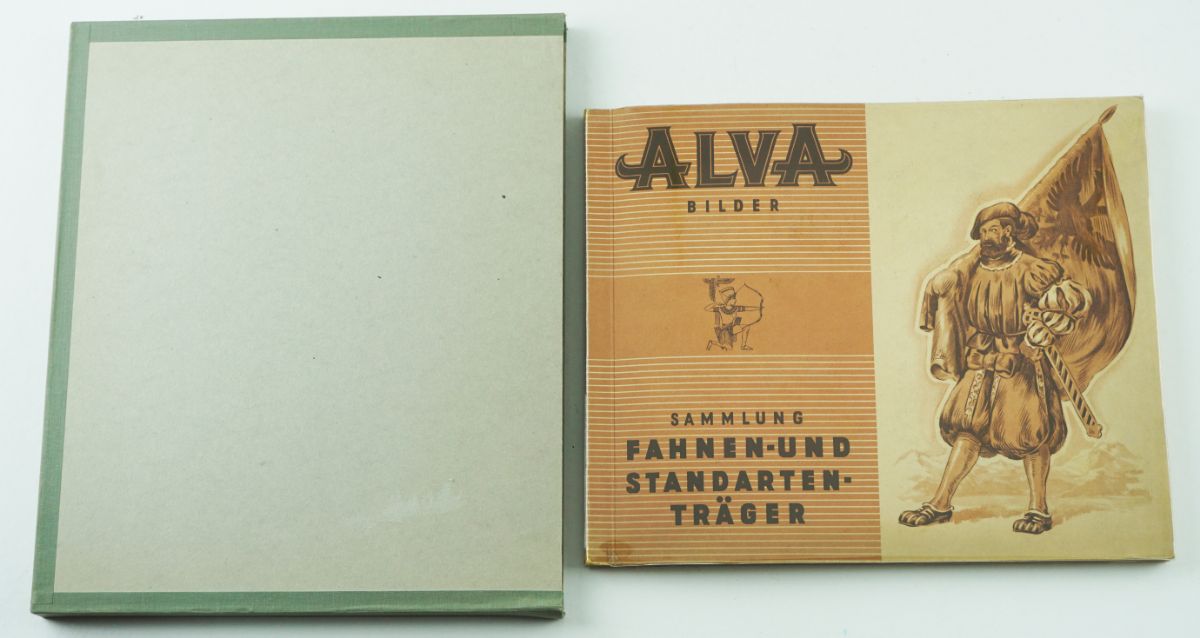 ALVA
BILDER
SAMMLUNG
FAHNEN-UND
STANDARTEN-
TRÄGER